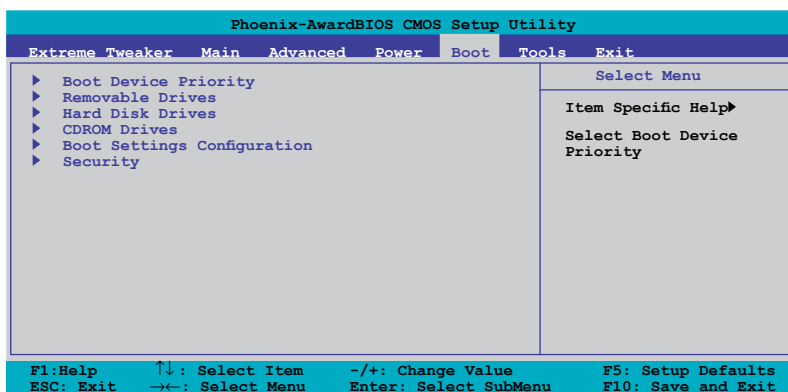 Phoenix-AwardBIOS CMOS Setup Utility
Extreme Tweaker Main Advanced Power Boot Tools Exit
Boot Device Priority
Removable Drives
Hard Disk Drives
CDROM Drives
Boot Settings Configuration
Security
Select Menu
Item Specific Help
Select Boot Device
Priority
F1:Help ↑↓: Select Item -/+: Change Value F5: Setup Defaults
ESC: Exit →←: Select Menu Enter: Select SubMenu F10: Save and Exit